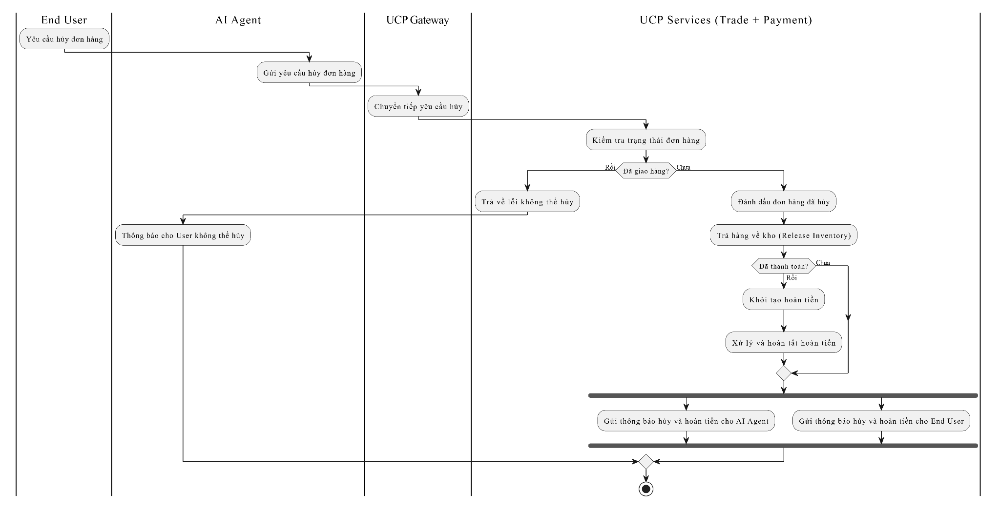 End User
AI Agent
UCP Gateway
UCP Services (Trade + Payment)
Yêu cầu hủy đơn hàng
Gửi yêu cầu hủy đơn hàng
Chuyển tiếp yêu cầu hủy
Kiểm tra trạng thái đơn hàng
Rồi
Đã giao hàng?
Chưa
Trả về lỗi không thể hủy
Đánh dấu đơn hàng đã hủy
Thông báo cho User không thể hủy
Trả hàng về kho (Release Inventory)
Đã thanh toán?
Chưa
Rồi
Khởi tạo hoàn tiền
Xử lý và hoàn tất hoàn tiền
Gửi thông báo hủy và hoàn tiền cho AI Agent
Gửi thông báo hủy và hoàn tiền cho End User